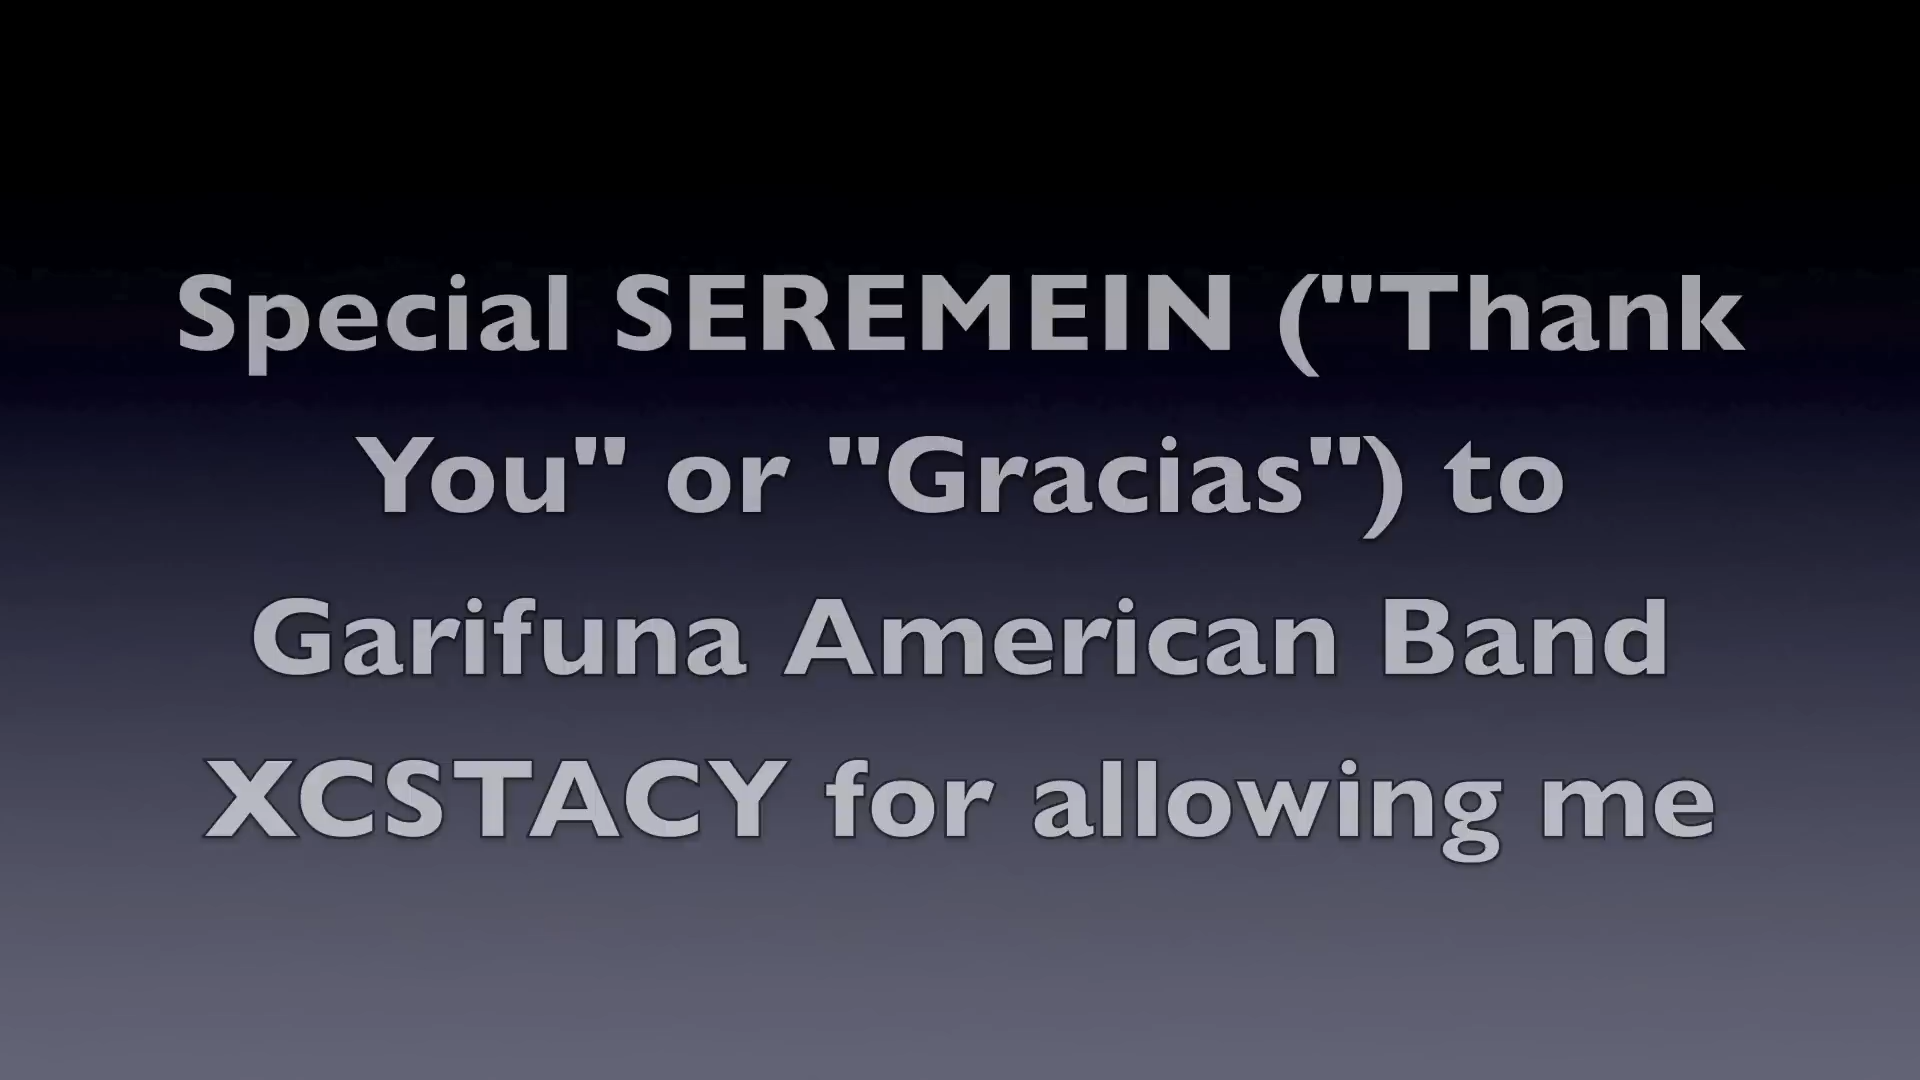 Special SEREMEIN ("Thank
You" or "Gracias") to
Garifuna American Band
XCSTACY for allowing me